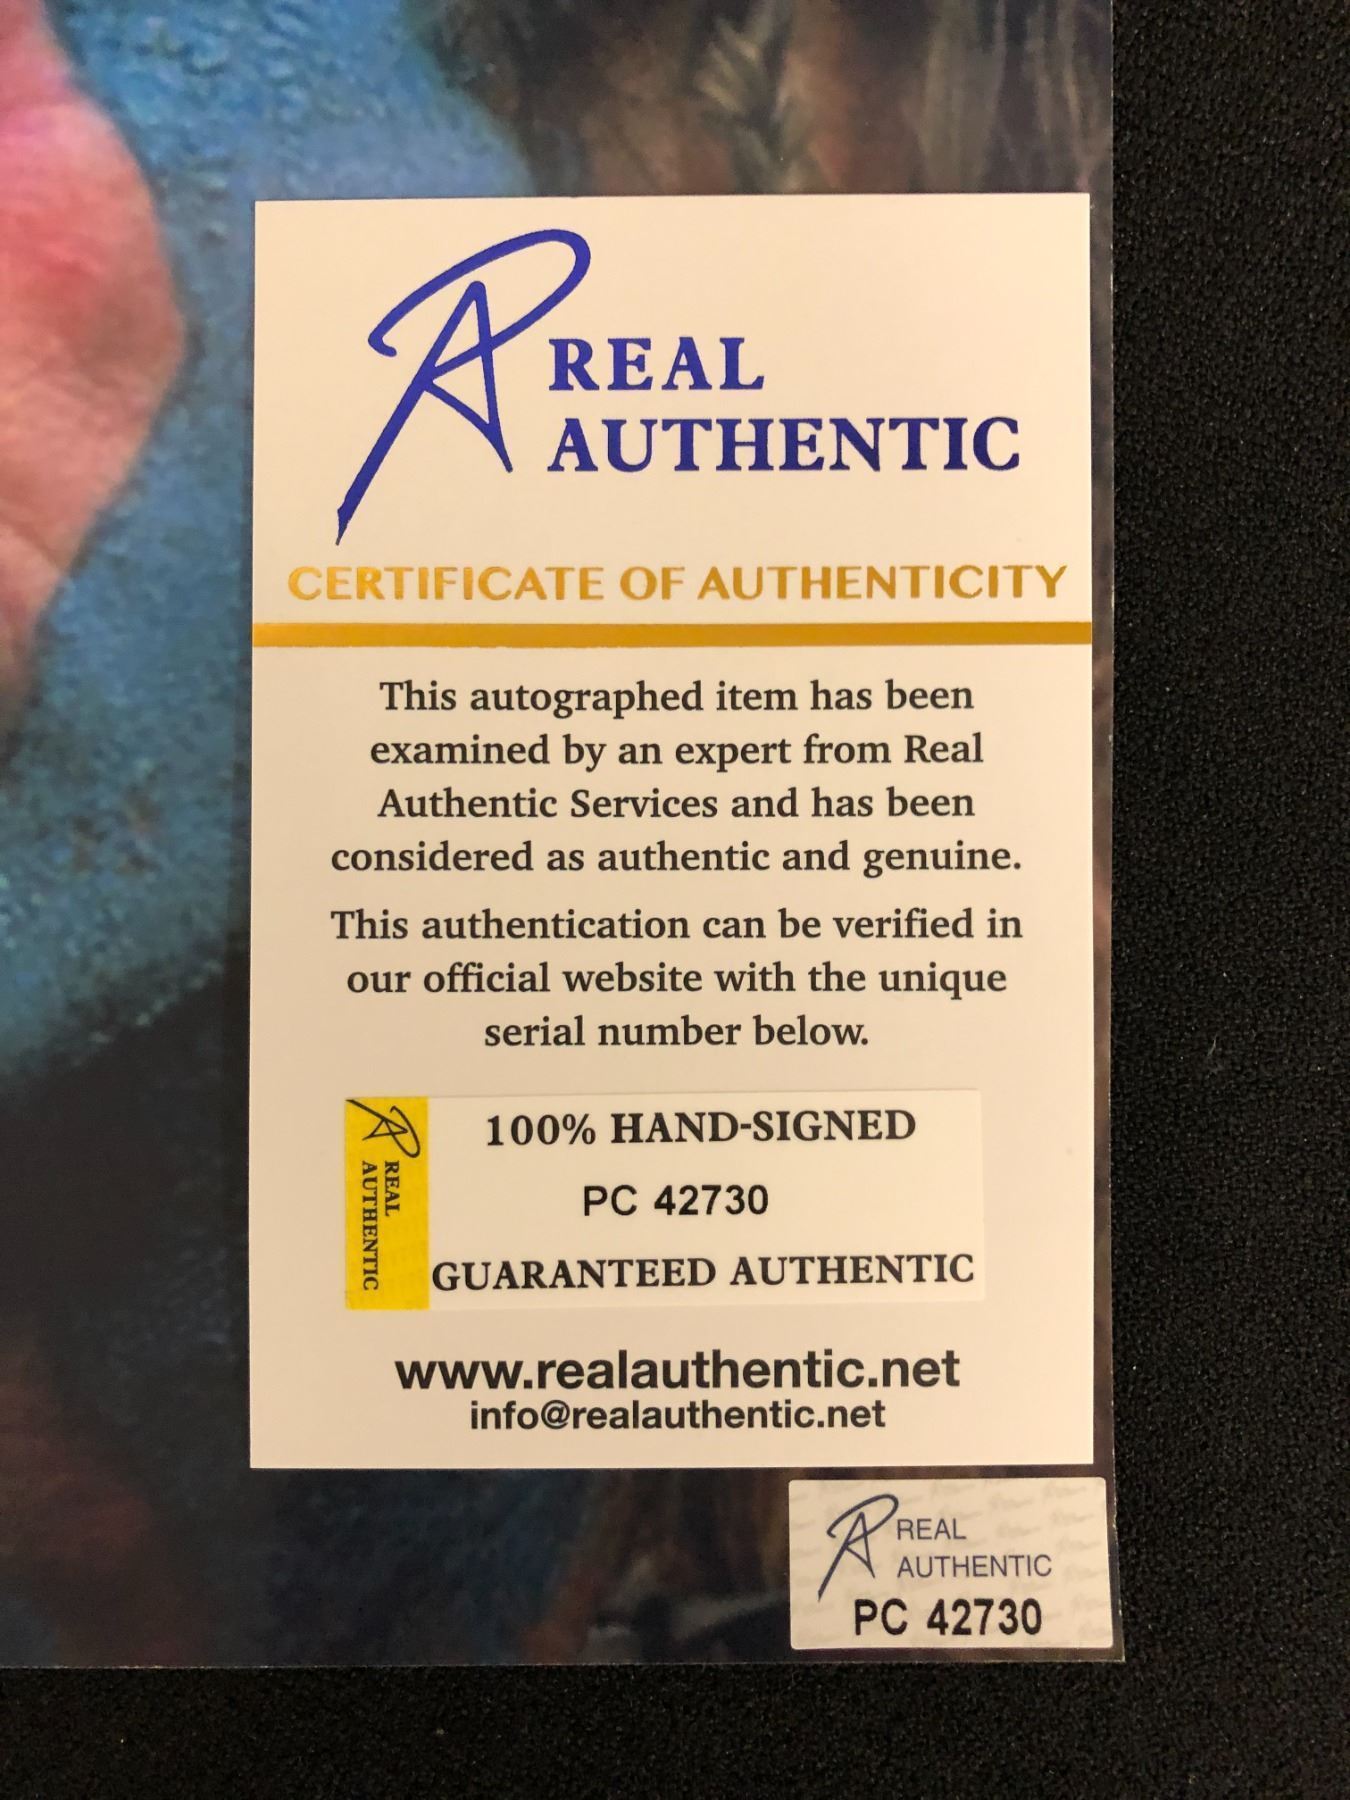 REAL
AUTHENTIC
CERTIFICATE OF AUTHENTICITY
This autographed item has been
examined by an expert from Real
Authentic Services and has been
considered as authentic and genuine.
This authentication can be verified in
our official website with the unique
serial number below.
REAL
AUTHENTIC
100% HAND-SIGNED
PC 42730
GUARANTEED AUTHENTIC
www.realauthentic.net
info@realauthentic.net
REAL
AUTHENTIC
PC 42730